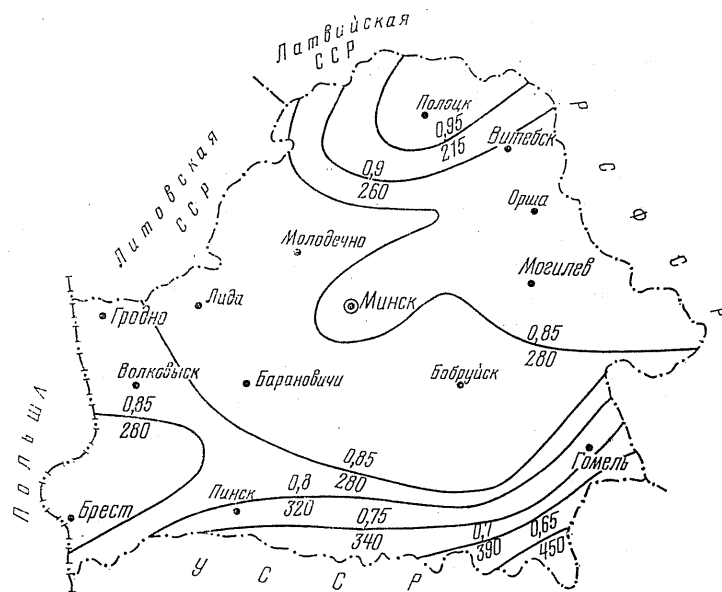 Латвийская
ССР
Полоцк
0,95
215
Витебск
0,9
260
Р С Ф С Р
Литовская
ССР
Орша
Молодечно
Могилев
Лида
Минск
Гродно
0,85
280
Волковыск
Барановичи
Бобруйск
0,85
280
Польша
0,85
280
Гомель
0,8
320
Пинск
Брест
0,75
340
0,7
390
0,65
450
У С С Р